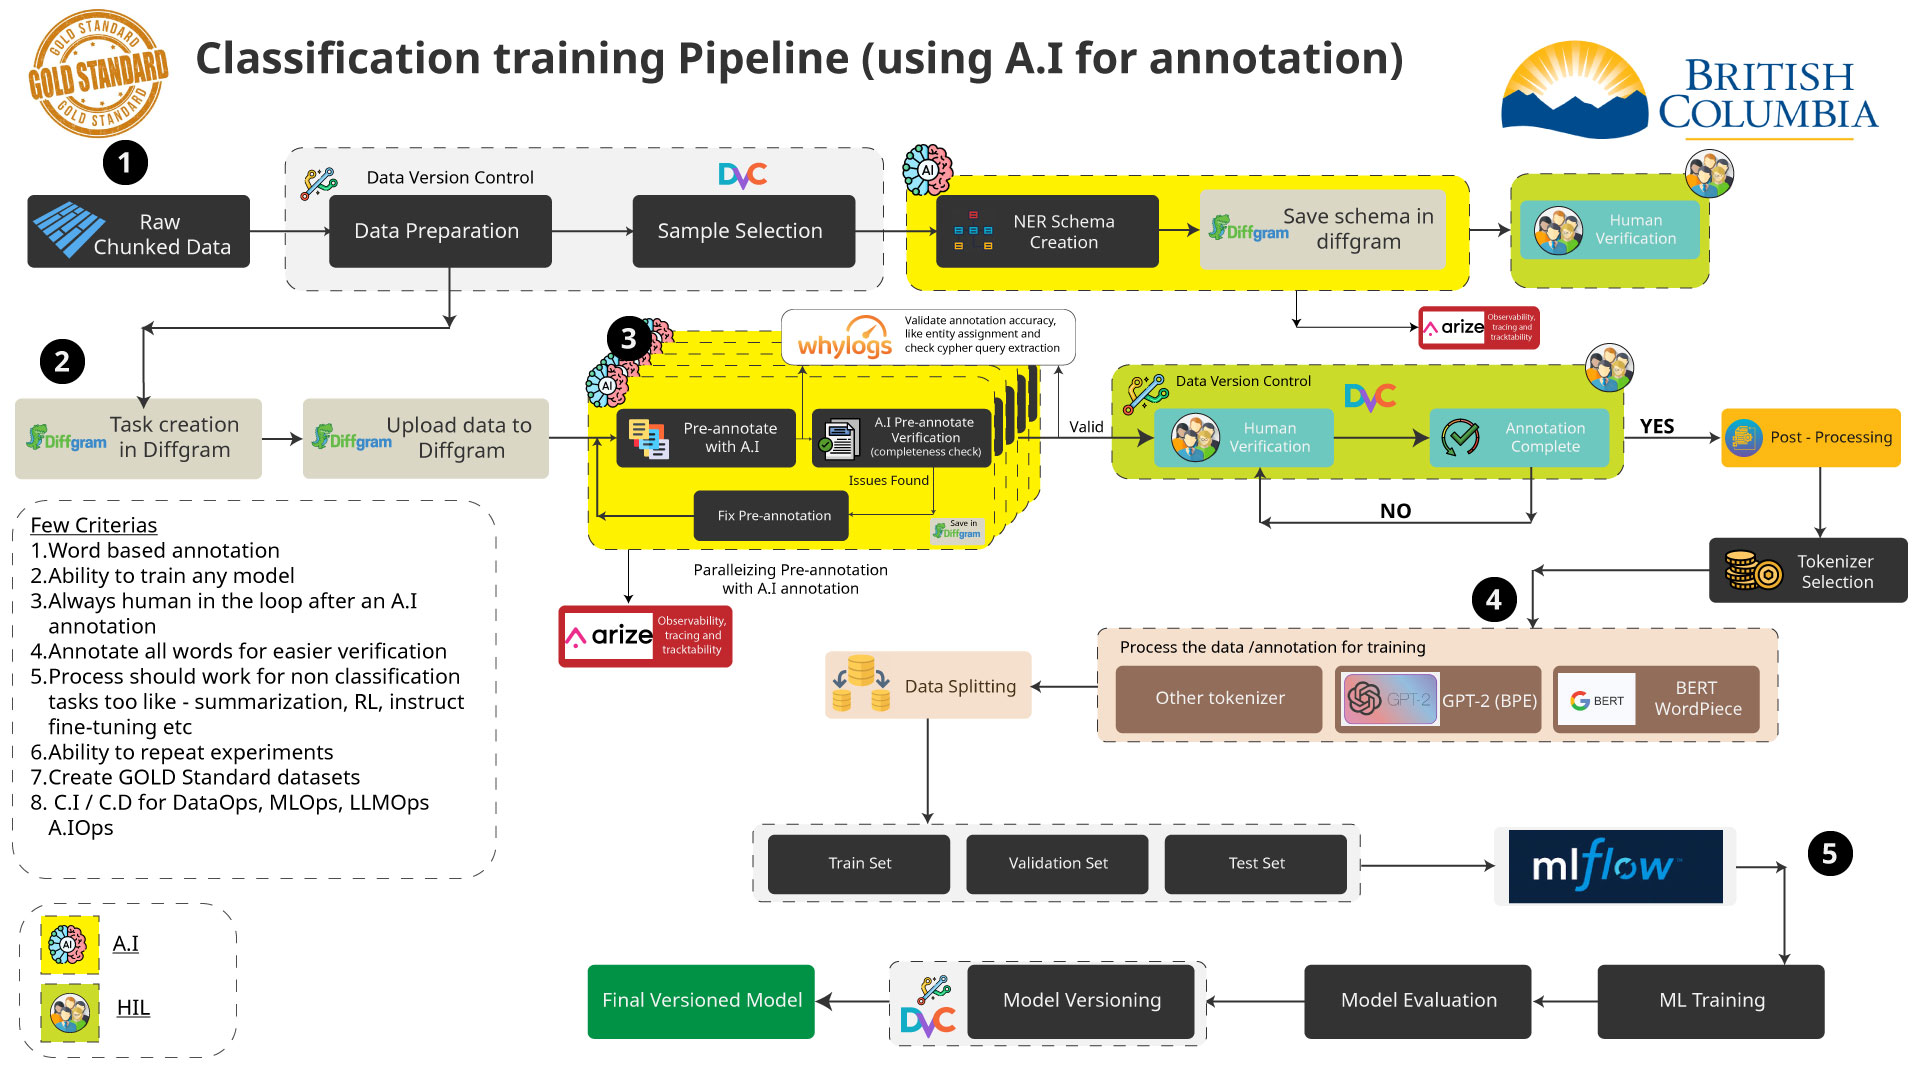 GOLD STANDARD
GOLD STANDARD
GOLD STANDARD
Classification training Pipeline (using A.I for annotation)
BRITISH
COLUMBIA
1
Raw
Chunked Data
Data Version Control
DVC
Data Preparation
Sample Selection
AI
NER Schema
Creation
Diffgram
Save schema in
diffgram
Human
Verification
arize
Observability,
tracing and
tracktability
2
Diffgram
Task creation
in Diffgram
Diffgram
Upload data to
Diffgram
3
AI
whylogs
Validate annotation accuracy,
like entity assignment and
check cypher query extraction
Pre-annotate
with A.I
A.I Pre-annotate
Verification
(completeness check)
Issues Found
Fix Pre-annotation
Save in
Diffgram
Paralleizing Pre-annotation
with A.I annotation
arize
Observability,
tracing and
tracktability
Valid
Data Version Control
DVC
Human
Verification
Annotation
Complete
YES
NO
Post - Processing
Tokenizer
Selection
4
Process the data /annotation for training
Other tokenizer
GPT-2
GPT-2 (BPE)
BERT
BERT
WordPiece
Data Splitting
Few Criterias
1.Word based annotation
2.Ability to train any model
3.Always human in the loop after an A.I
annotation
4.Annotate all words for easier verification
5.Process should work for non classification
tasks too like - summarization, RL, instruct
fine-tuning etc
6.Ability to repeat experiments
7.Create GOLD Standard datasets
8. C.I / C.D for DataOps, MLOps, LLMOps
A.IOps
Train Set
Validation Set
Test Set
mlflow
5
AI
A.I
HIL
Final Versioned Model
DVC
Model Versioning
Model Evaluation
ML Training